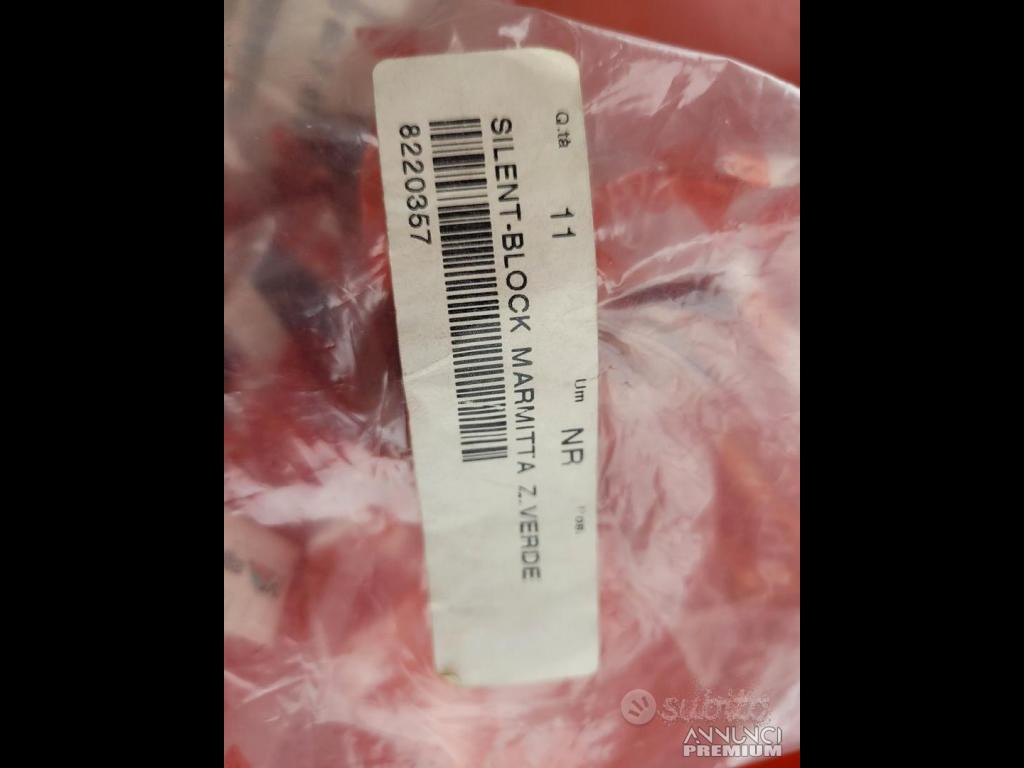 Q.tà 11 Um NR Pos.
SILENT-BLOCK MARMITTA Z.VERDE
8220357
subito
ANNUNCI
PREMIUM